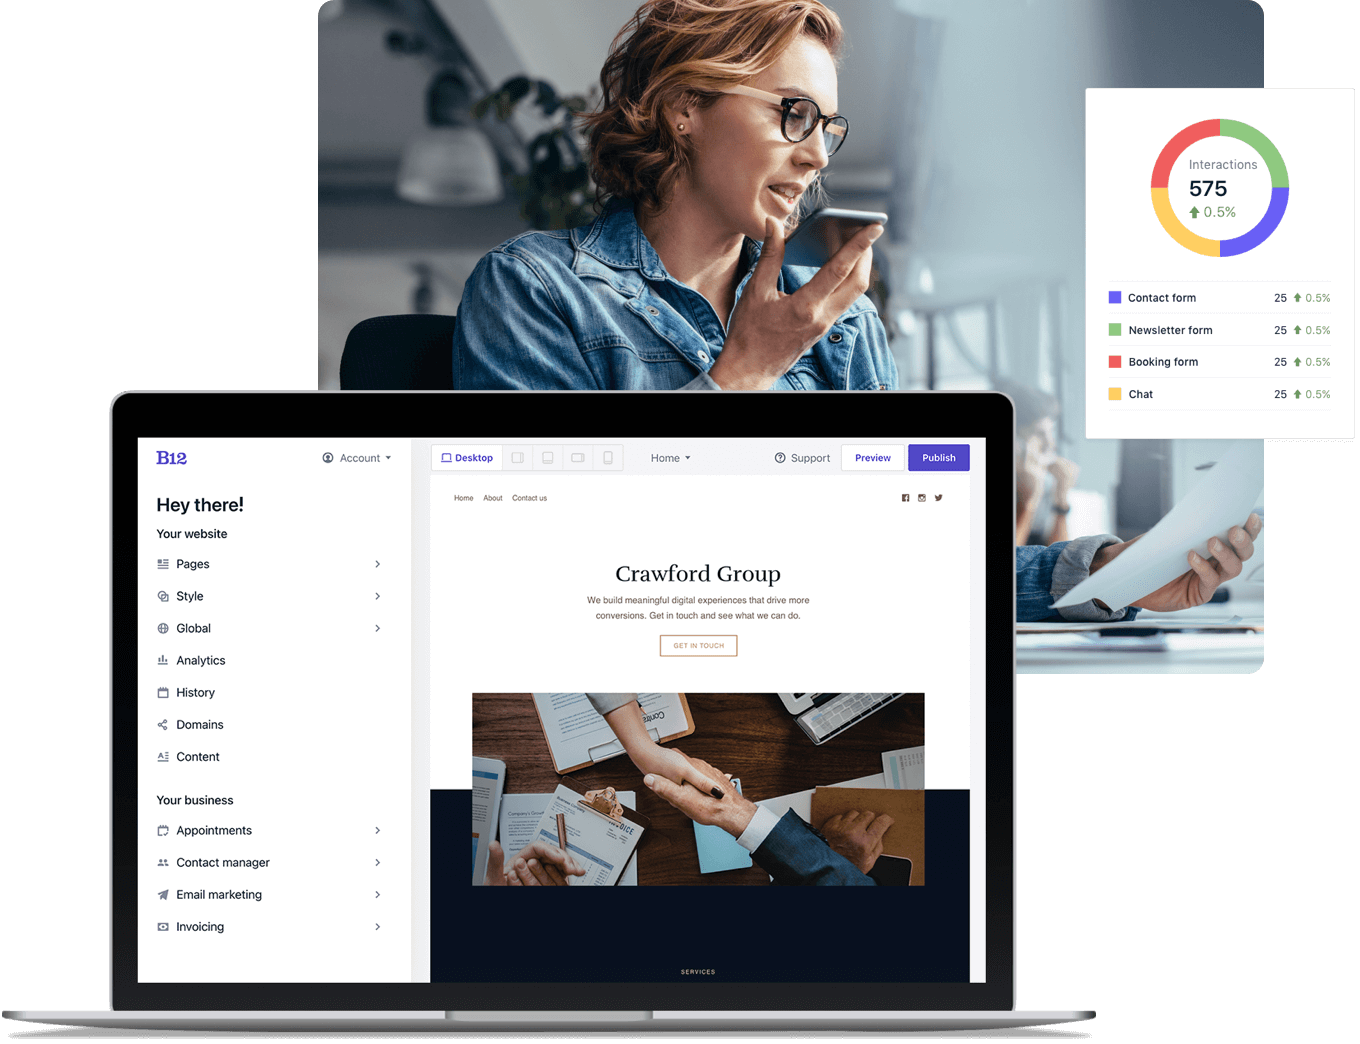 Interactions
575
0.5%
Contact form 25 0.5%
Newsletter form 25 0.5%
Booking form 25 0.5%
Chat 25 0.5%
B12
Account
Hey there!
Your website
Pages
Style
Global
Analytics
History
Domains
Content
Your business
Appointments
Contact manager
Email marketing
Invoicing
Desktop
Home
Support
Preview
Publish
Home About Contact us
Crawford Group
We build meaningful digital experiences that drive more
conversions. Get in touch and see what we can do.
GET IN TOUCH
SERVICES